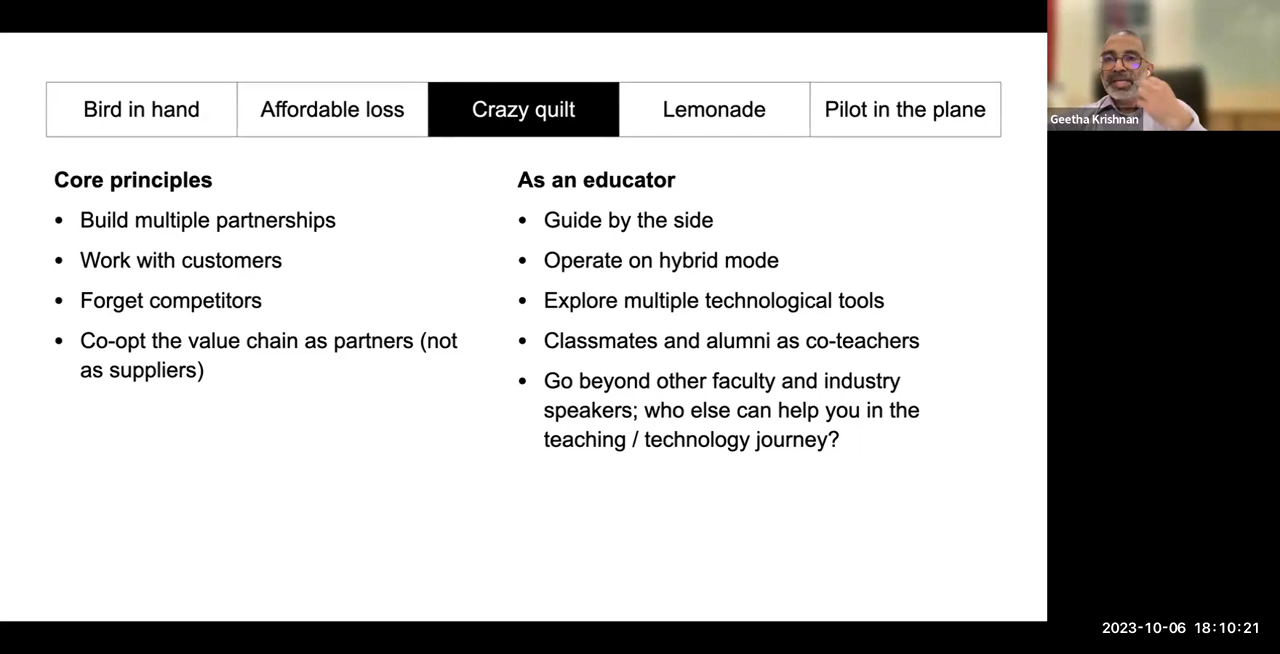 Bird in hand
Affordable loss
Crazy quilt
Lemonade
Pilot in the plane
Geetha Krishnan
Core principles
• Build multiple partnerships
• Work with customers
• Forget competitors
• Co-opt the value chain as partners (not
as suppliers)
As an educator
• Guide by the side
• Operate on hybrid mode
• Explore multiple technological tools
• Classmates and alumni as co-teachers
• Go beyond other faculty and industry
speakers; who else can help you in the
teaching / technology journey?
2023-10-06 18:10:21